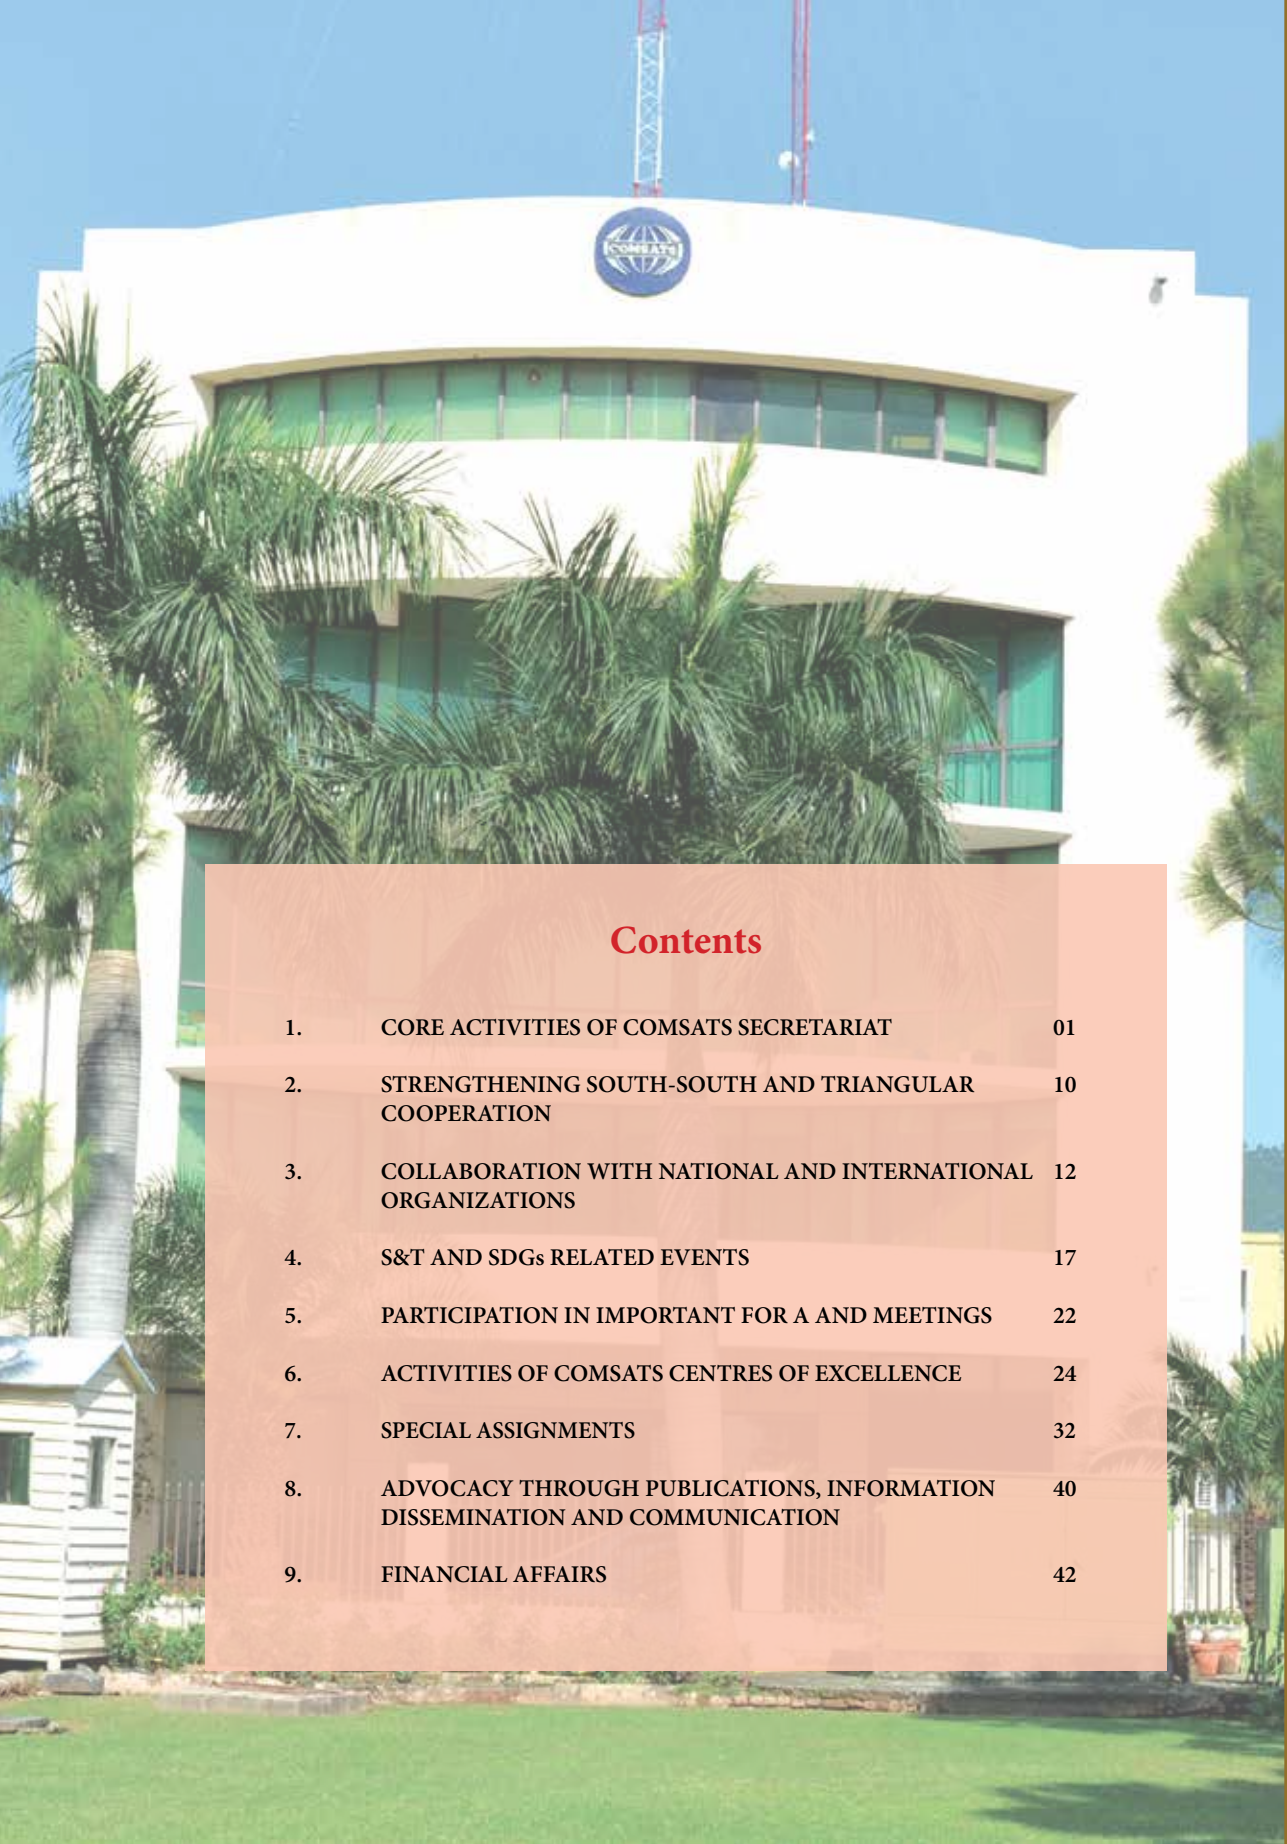 COMSATS
Contents
1. CORE ACTIVITIES OF COMSATS SECRETARIAT 01
2. STRENGTHENING SOUTH-SOUTH AND TRIANGULAR 10
COOPERATION
3. COLLABORATION WITH NATIONAL AND INTERNATIONAL 12
ORGANIZATIONS
4. S&T AND SDGs RELATED EVENTS 17
5. PARTICIPATION IN IMPORTANT FOR A AND MEETINGS 22
6. ACTIVITIES OF COMSATS CENTRES OF EXCELLENCE 24
7. SPECIAL ASSIGNMENTS 32
8. ADVOCACY THROUGH PUBLICATIONS, INFORMATION 40
DISSEMINATION AND COMMUNICATION
9. FINANCIAL AFFAIRS 42